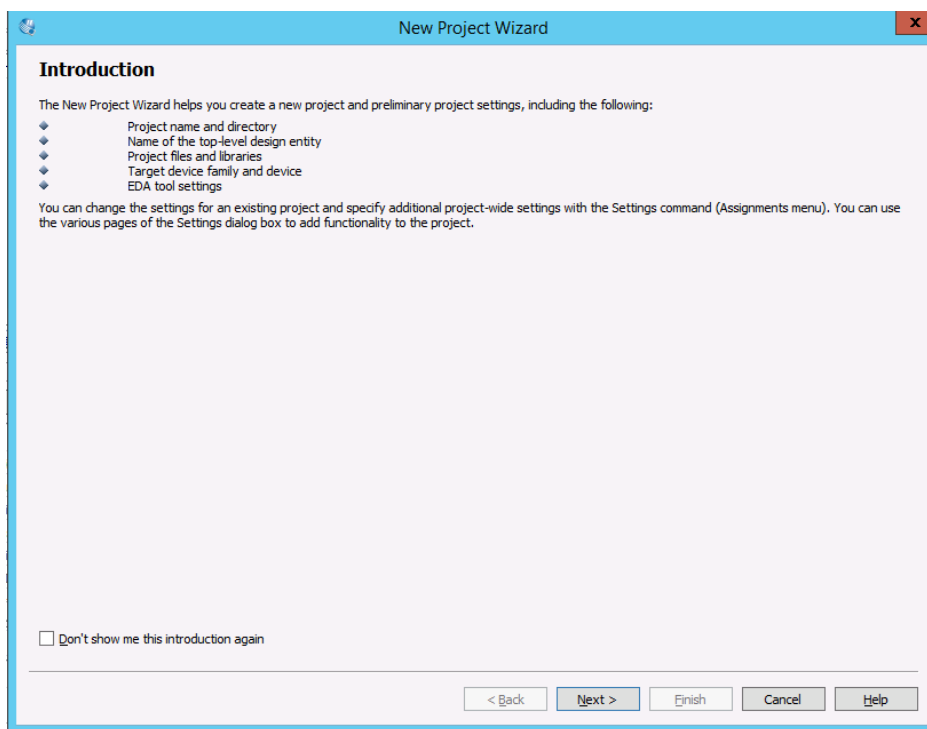 New Project Wizard
x
Introduction
The New Project Wizard helps you create a new project and preliminary project settings, including the following:
Project name and directory
Name of the top-level design entity
Project files and libraries
Target device family and device
EDA tool settings
You can change the settings for an existing project and specify additional project-wide settings with the Settings command (Assignments menu). You can use
the various pages of the Settings dialog box to add functionality to the project.
Don't show me this introduction again
< Back Next > Finish Cancel Help